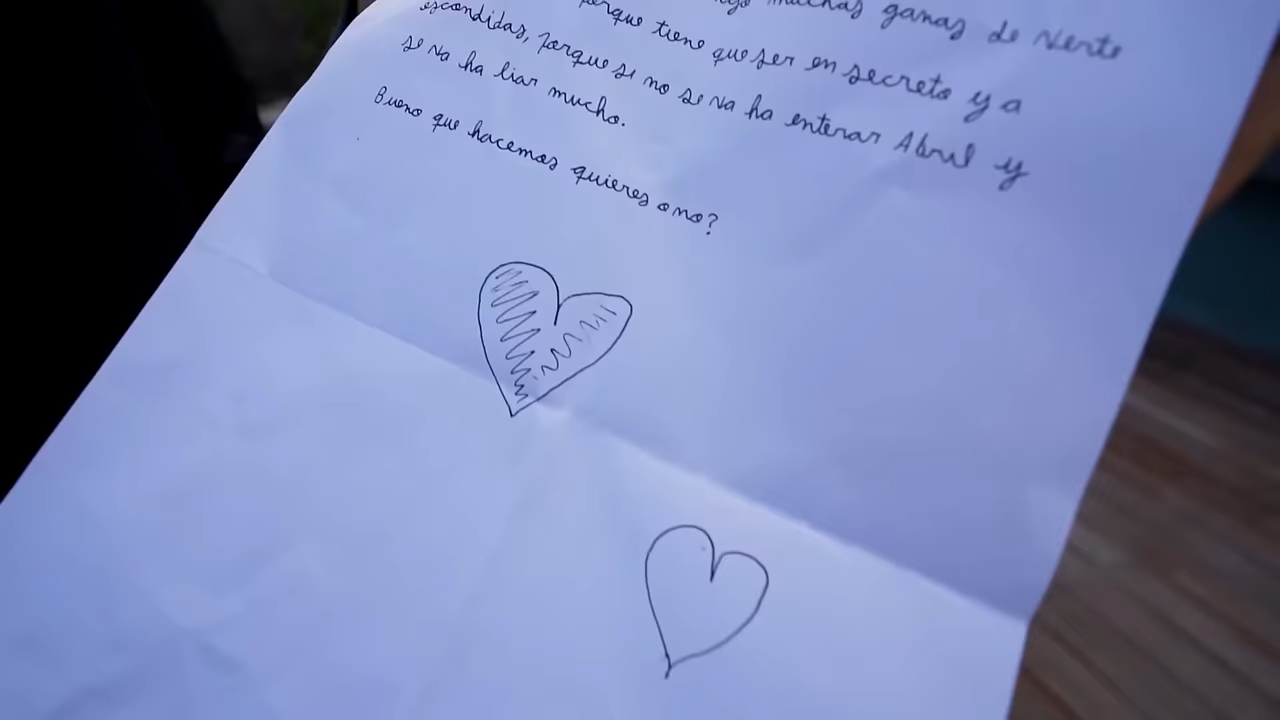 muchas ganas de Verte
porque tiene que ser en secreto y a
escondidas, porque si no se va ha enterar Abril y
se va ha liar mucho.
Bueno que hacemos quieres o no?